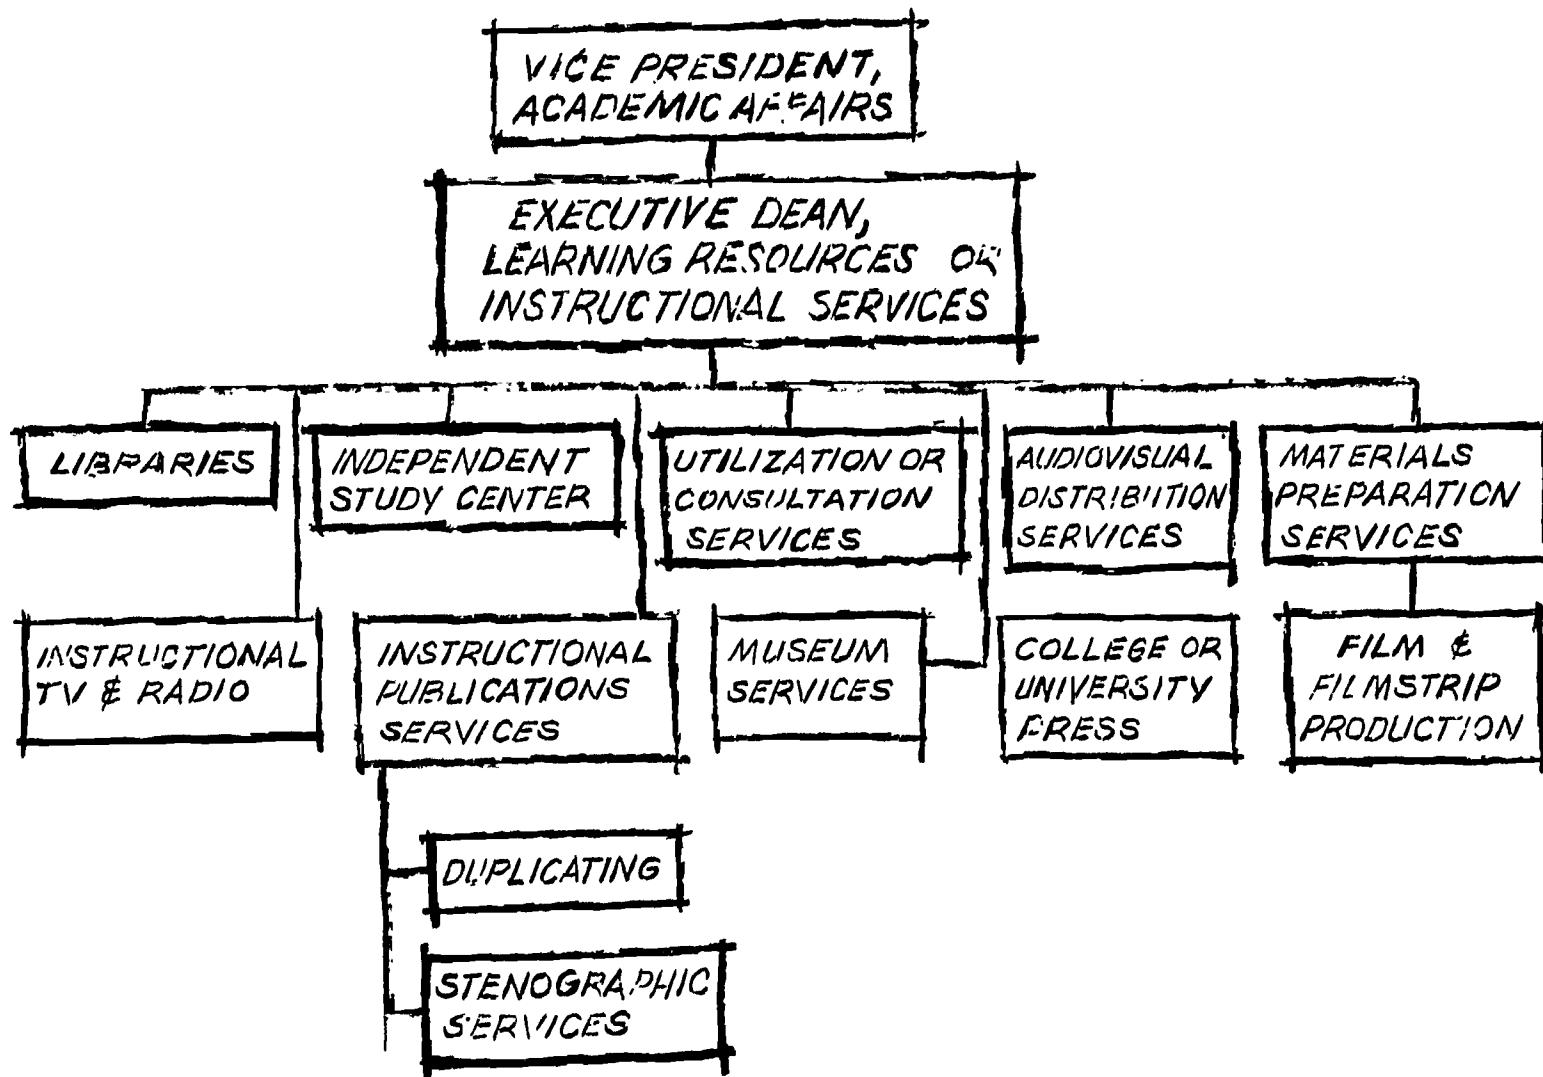 VICE PRESIDENT,
ACADEMIC AFFAIRS
EXECUTIVE DEAN,
LEARNING RESOURCES OR
INSTRUCTIONAL SERVICES
LIBRARIES
INDEPENDENT
STUDY CENTER
UTILIZATION OR
CONSULTATION
SERVICES
AUDIOVISUAL
DISTRIBUTION
SERVICES
MATERIALS
PREPARATION
SERVICES
INSTRUCTIONAL
TV & RADIO
INSTRUCTIONAL
PUBLICATIONS
SERVICES
MUSEUM
SERVICES
COLLEGE OR
UNIVERSITY
PRESS
FILM &
FILMSTRIP
PRODUCTION
DUPLICATING
STENOGRAPHIC
SERVICES